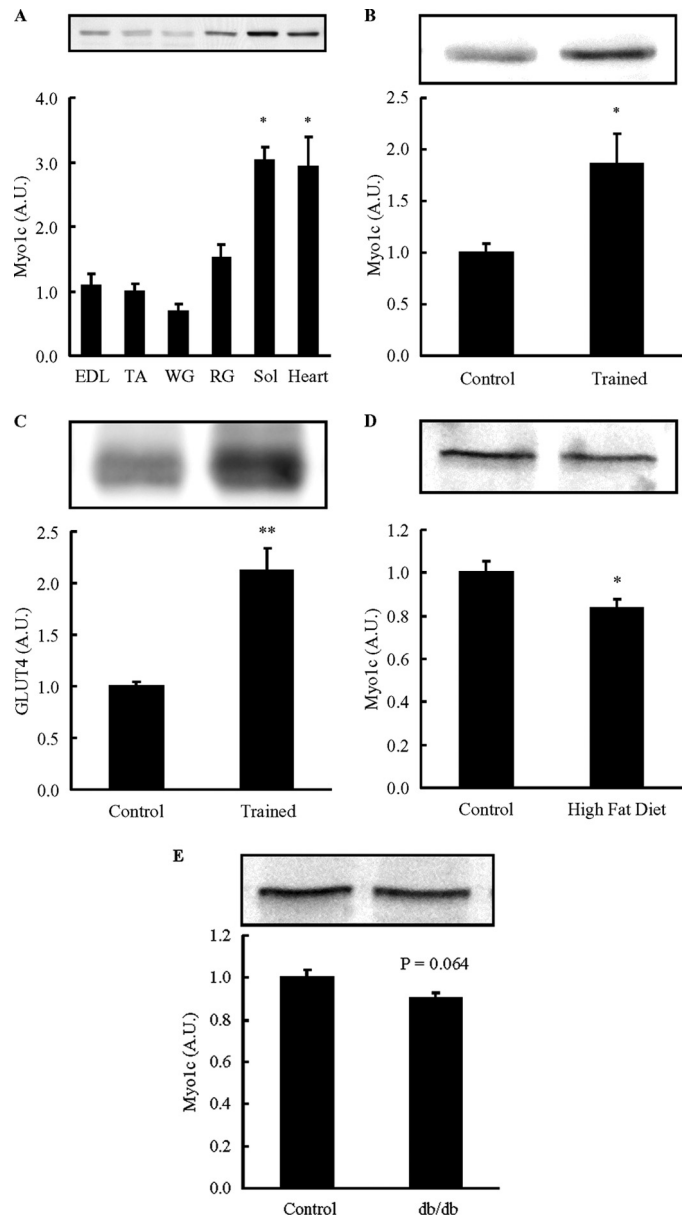 A
4.0
3.0
2.0
1.0
0.0
Myo1c (A.U.)
* *
EDL TA WG RG Sol Heart
B
2.5
2.0
1.5
1.0
0.5
0.0
Myo1c (A.U.)
*
Control Trained
C
2.5
2.0
1.5
1.0
0.5
0.0
GLUT4 (A.U.)
**
Control Trained
D
1.2
1.0
0.8
0.6
0.4
0.2
0.0
Myo1c (A.U.)
*
Control High Fat Diet
E
1.2
1.0
0.8
0.6
0.4
0.2
0.0
Myo1c (A.U.)
P = 0.064
Control db/db